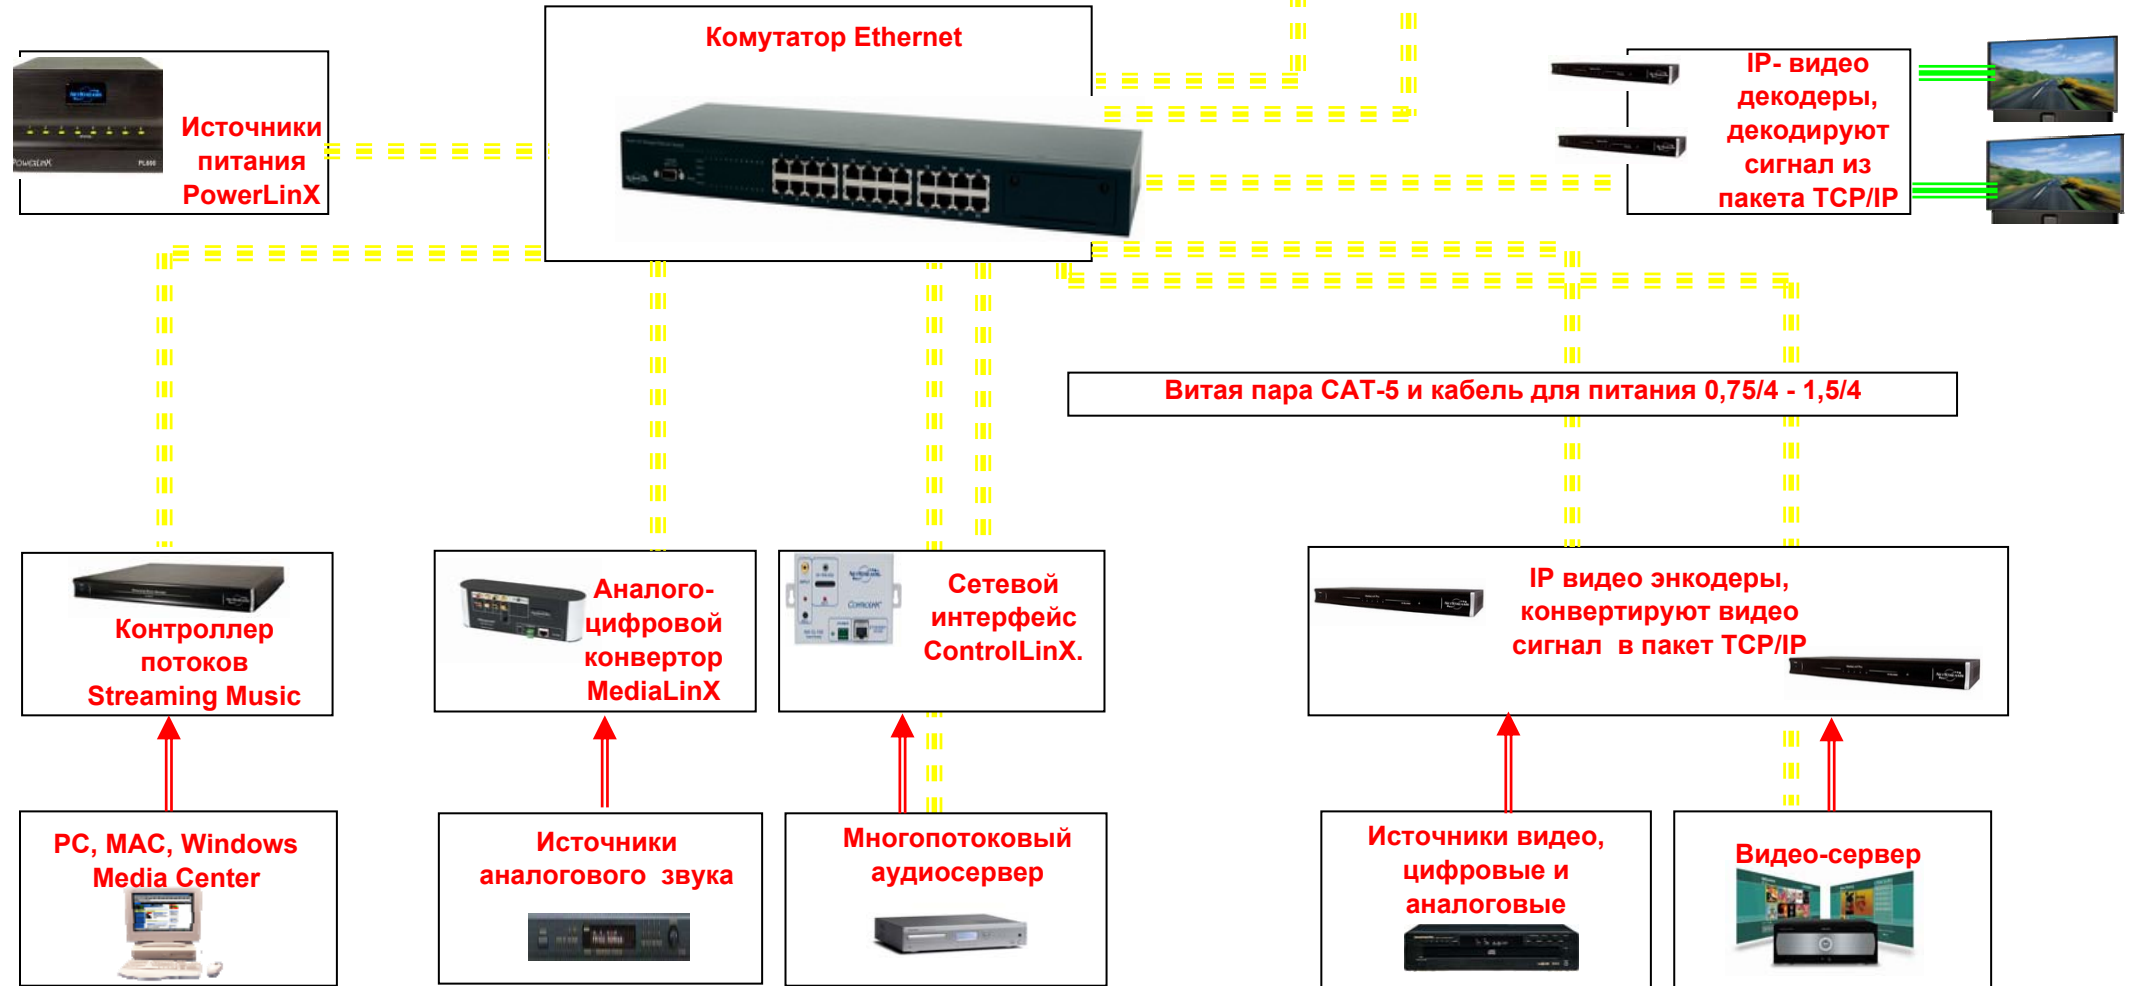 Комутатор Ethernet
Источники
питания
PowerLinX
PL800
IP- видео
декодеры,
декодируют
сигнал из
пакета TCP/IP
Витая пара CAT-5 и кабель для питания 0,75/4 - 1,5/4
Контроллер
потоков
Streaming Music
Аналого-
цифровой
конвертор
MediaLinX
Сетевой
интерфейс
ControlLinX.
IP видео энкодеры,
конвертируют видео
сигнал в пакет TCP/IP
PC, MAC, Windows
Media Center
Источники
аналогового звука
Многопотоковый
аудиосервер
Источники видео,
цифровые и
аналоговые
Видео-сервер